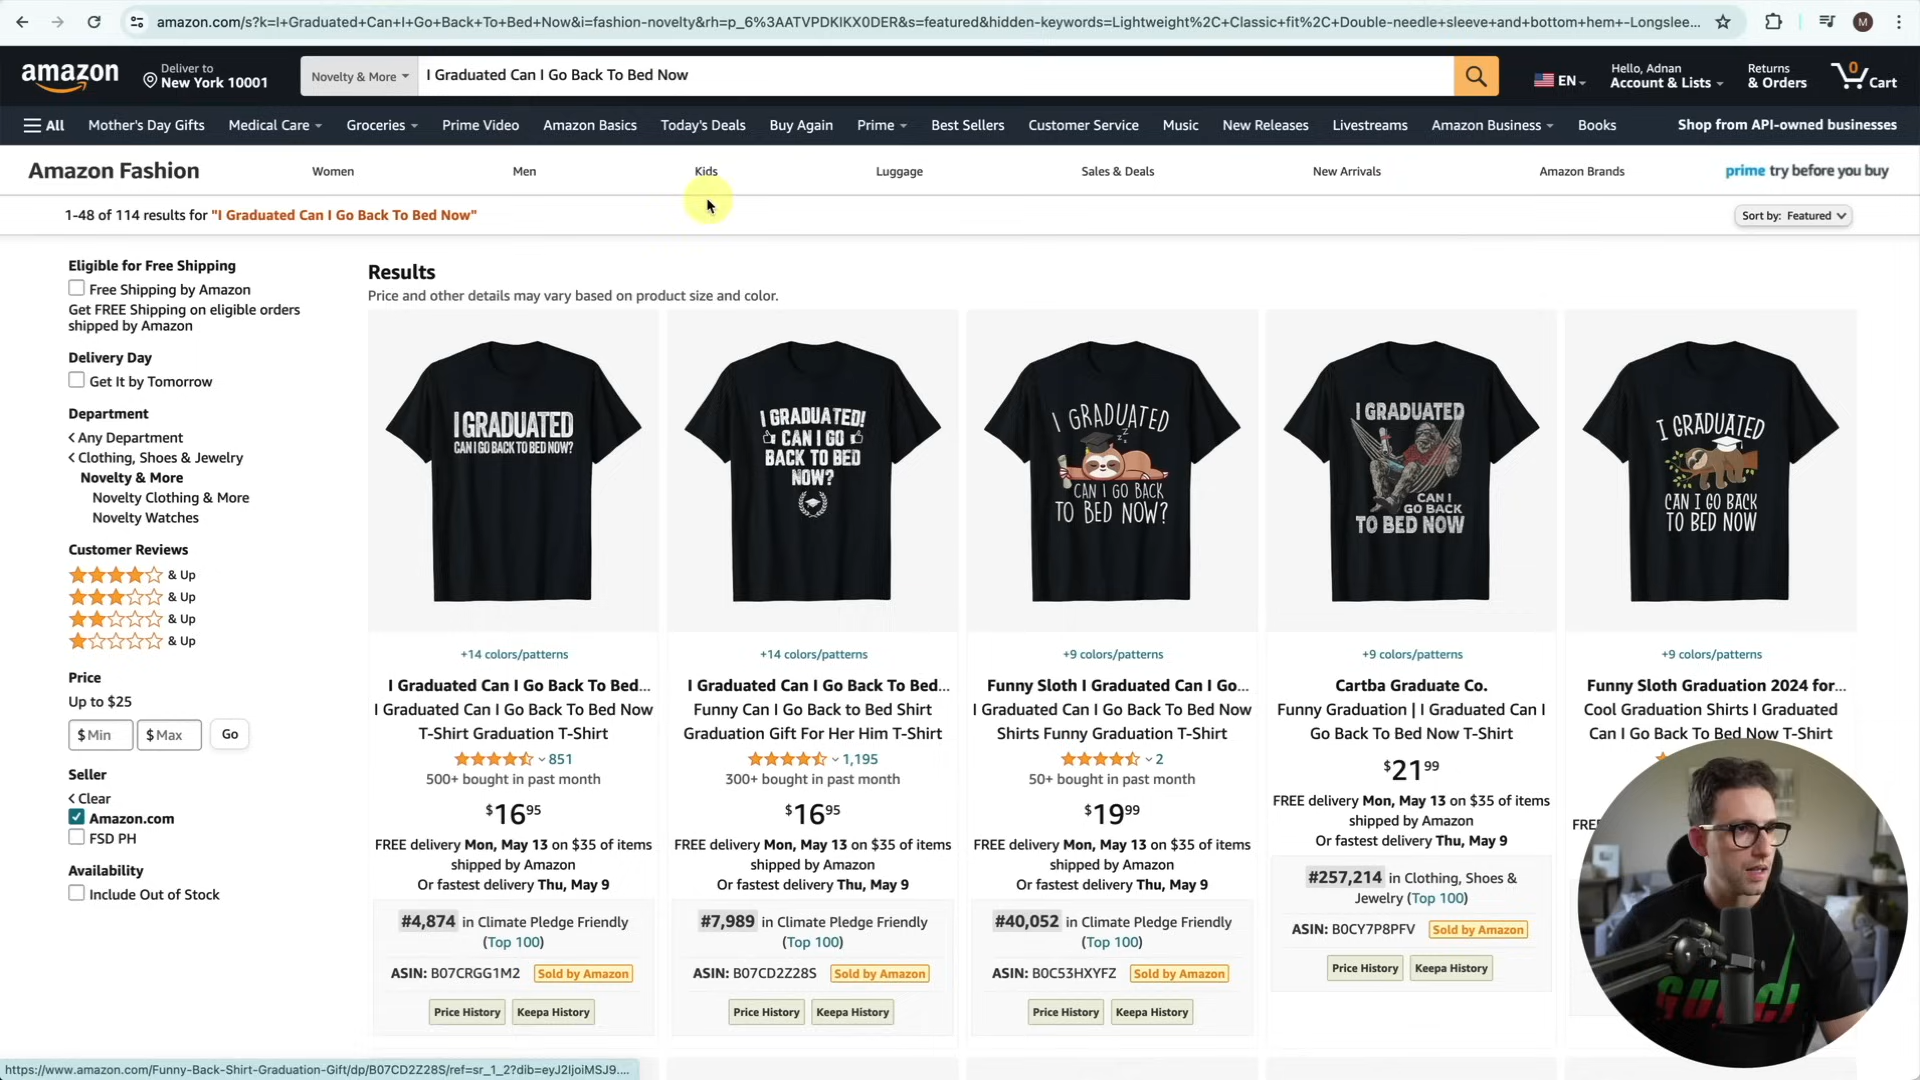 amazon.com/s?k=I+Graduated+Can+I+Go+Back+To+Bed+Now&i=fashion-novelty&rh=p_6%3AATVPDKIKX0DER&s=featured&hidden-keywords=Lightweight%2C+Classic+fit%2C+Double-needle+sleeve+and+bottom+hem+-Longslee...
M
amazon
Deliver to
New York 10001
Novelty & More
I Graduated Can I Go Back To Bed Now
EN
Hello, Adnan
Account & Lists
Returns
& Orders
0
Cart
All
Mother's Day Gifts
Medical Care
Groceries
Prime Video
Amazon Basics
Today's Deals
Buy Again
Prime
Best Sellers
Customer Service
Music
New Releases
Livestreams
Amazon Business
Books
Shop from API-owned businesses
Amazon Fashion
Women
Men
Kids
Luggage
Sales & Deals
New Arrivals
Amazon Brands
prime try before you buy
1-48 of 114 results for "I Graduated Can I Go Back To Bed Now"
Sort by: Featured
Eligible for Free Shipping
Free Shipping by Amazon
Get FREE Shipping on eligible orders
shipped by Amazon
Delivery Day
Get It by Tomorrow
Department
Any Department
Clothing, Shoes & Jewelry
Novelty & More
Novelty Clothing & More
Novelty Watches
Customer Reviews
& Up
& Up
& Up
& Up
Price
Up to $25
$ Min
$ Max
Go
Seller
Clear
Amazon.com
FSD PH
Availability
Include Out of Stock
Results
Price and other details may vary based on product size and color.
I GRADUATED
CAN I GO BACK TO BED NOW?
+14 colors/patterns
I Graduated Can I Go Back To Bed...
I Graduated Can I Go Back To Bed Now
T-Shirt Graduation T-Shirt
851
500+ bought in past month
$16.95
FREE delivery Mon, May 13 on $35 of items
shipped by Amazon
Or fastest delivery Thu, May 9
#4,874 in Climate Pledge Friendly
(Top 100)
ASIN: B07CRGG1M2
Sold by Amazon
Price History
Keepa History
I GRADUATED!
CAN I GO
BACK TO BED
NOW?
+14 colors/patterns
I Graduated Can I Go Back To Bed...
Funny Can I Go Back to Bed Shirt
Graduation Gift For Her Him T-Shirt
1,195
300+ bought in past month
$16.95
FREE delivery Mon, May 13 on $35 of items
shipped by Amazon
Or fastest delivery Thu, May 9
#7,989 in Climate Pledge Friendly
(Top 100)
ASIN: B07CD2Z28S
Sold by Amazon
Price History
Keepa History
I GRADUATED
CAN I GO BACK
TO BED NOW?
+9 colors/patterns
Funny Sloth I Graduated Can I Go...
I Graduated Can I Go Back To Bed Now
Shirts Funny Graduation T-Shirt
2
50+ bought in past month
$19.99
FREE delivery Mon, May 13 on $35 of items
shipped by Amazon
Or fastest delivery Thu, May 9
#40,052 in Climate Pledge Friendly
(Top 100)
ASIN: B0C53HXYFZ
Sold by Amazon
Price History
Keepa History
I GRADUATED
CAN I
GO BACK
TO BED NOW
+9 colors/patterns
Cartba Graduate Co.
Funny Graduation | I Graduated Can I
Go Back To Bed Now T-Shirt
$21.99
FREE delivery Mon, May 13 on $35 of items
shipped by Amazon
Or fastest delivery Thu, May 9
#257,214 in Clothing, Shoes &
Jewelry (Top 100)
ASIN: B0CY7P8PFV
Sold by Amazon
Price History
Keepa History
I GRADUATED
CAN I GO BACK
TO BED NOW
+9 colors/patterns
Funny Sloth Graduation 2024 for...
Cool Graduation Shirts I Graduated
Can I Go Back To Bed Now T-Shirt
https://www.amazon.com/Funny-Back-Shirt-Graduation-Gift/dp/B07CD2Z28S/ref=sr_1_2?dib=eyJ2IjoiMSJ9....